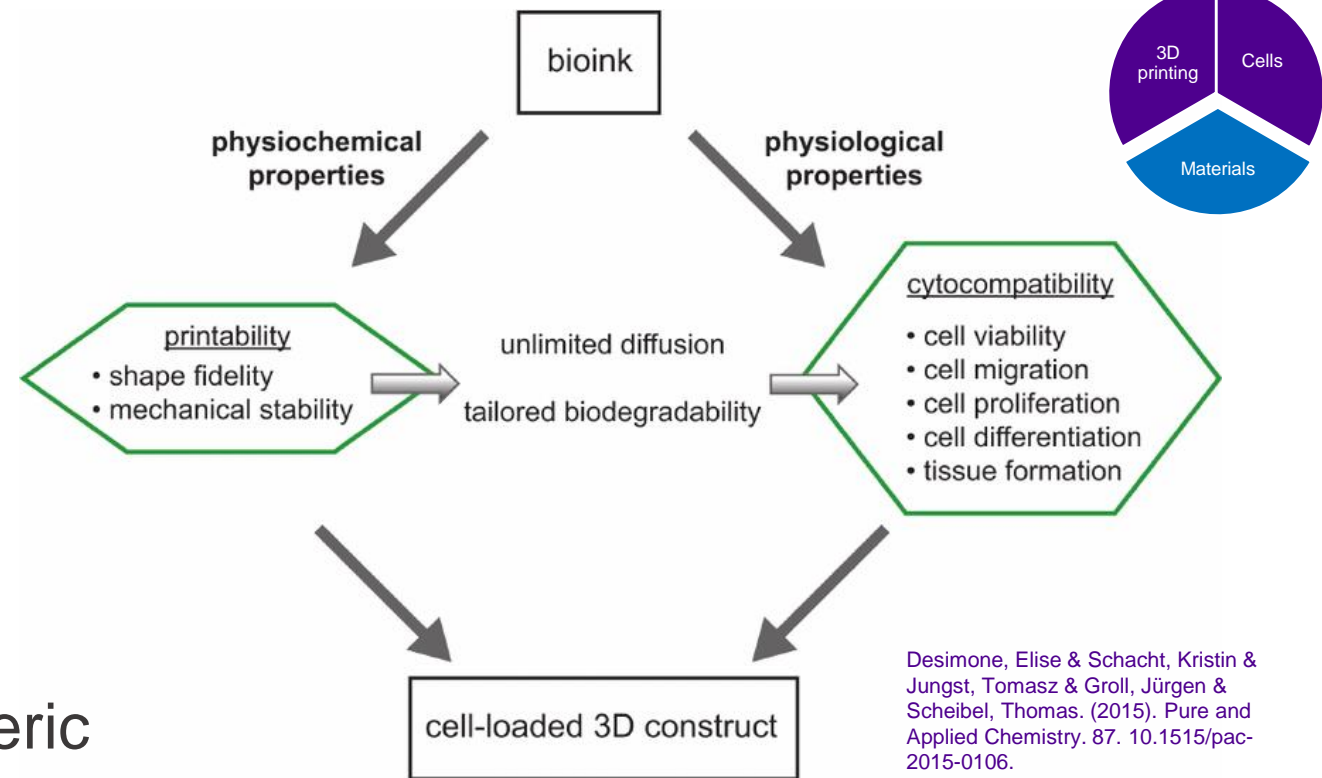 bioink
3D
printing
Cells
Materials
physiochemical
properties
physiological
properties
printability
• shape fidelity
• mechanical stability
unlimited diffusion
tailored biodegradability
cytocompatibility
• cell viability
• cell migration
• cell proliferation
• cell differentiation
• tissue formation
cell-loaded 3D construct
eric
Desimone, Elise & Schacht, Kristin &
Jungst, Tomasz & Groll, Jürgen &
Scheibel, Thomas. (2015). Pure and
Applied Chemistry. 87. 10.1515/pac-
2015-0106.